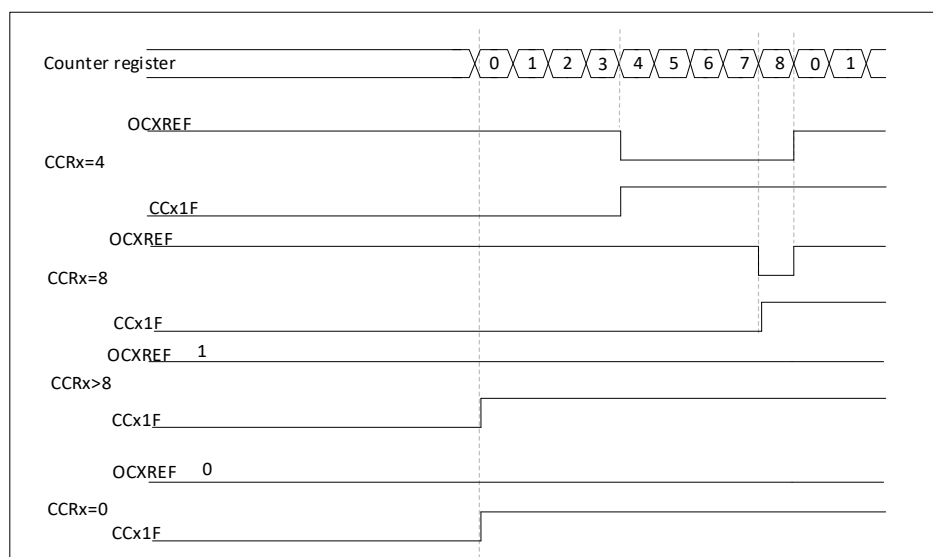 Counter register 0 1 2 3 4 5 6 7 8 0 1
OCXREF
CCRx=4
CCx1F
OCXREF
CCRx=8
CCx1F
OCXREF 1
CCRx>8
CCx1F
OCXREF 0
CCRx=0
CCx1F